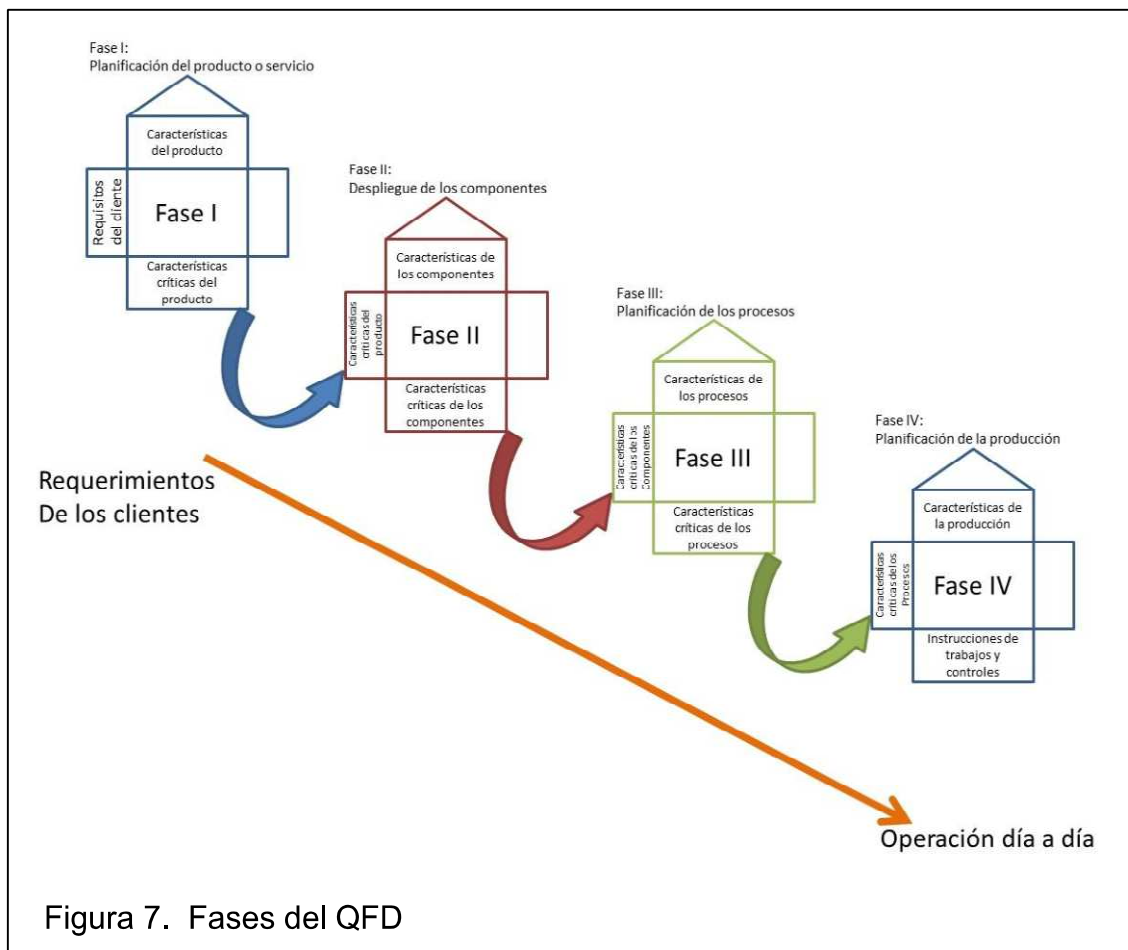 Fase I:
Planificación del producto o servicio
Características
del producto
Requisitos
del cliente
Fase I
Características
críticas del
producto
Fase II:
Despliegue de los componentes
Características de
los componentes
Características
críticas del
producto
Fase II
Características
críticas de los
componentes
Fase III:
Planificación de los procesos
Características de
los procesos
Características
críticas de los
Componentes
Fase III
Características
críticas de los
procesos
Fase IV:
Planificación de la producción
Características de
la producción
Características
críticas de los
Procesos
Fase IV
Instrucciones de
trabajos y
controles
Requerimientos
De los clientes
Operación día a día
Figura 7. Fases del QFD